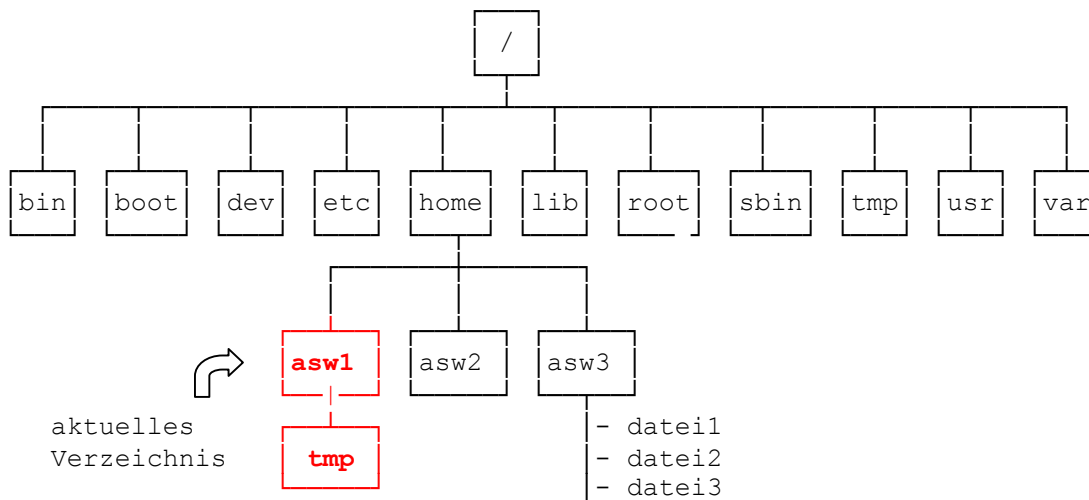 /
bin boot dev etc home lib root sbin tmp usr var
asw1 asw2 asw3
aktuelles - datei1
Verzeichnis tmp - datei2
- datei3